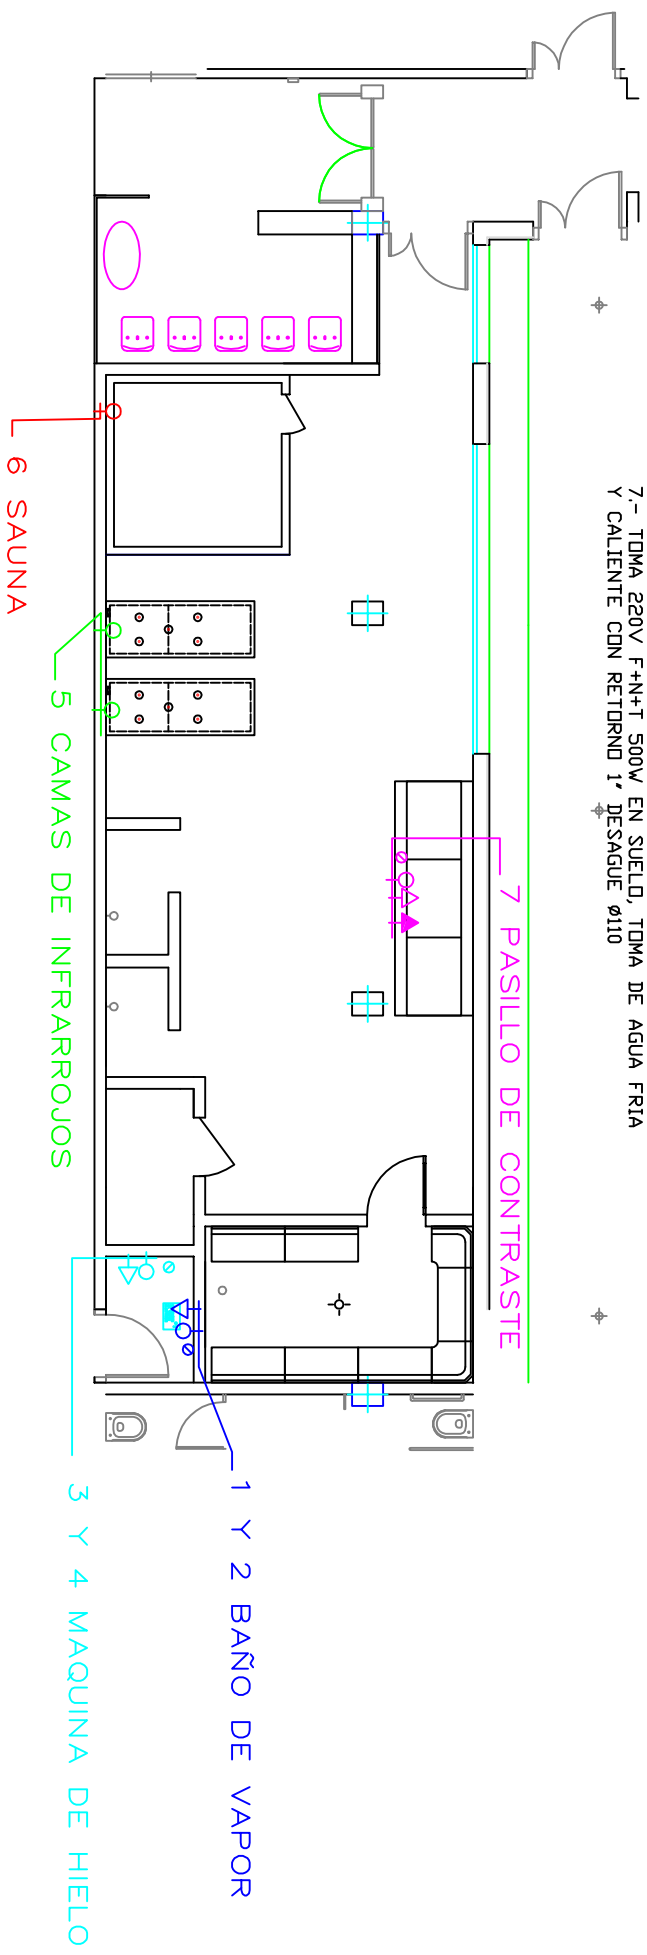 7.- TOMA 220V F+N+T 500W EN SUELO, TOMA DE AGUA FRIA
Y CALIENTE CON RETORNO 1" DESAGUE Ø110
7 PASILLO DE CONTRASTE
1 Y 2 BAÑO DE VAPOR
3 Y 4 MAQUINA DE HIELO
5 CAMAS DE INFRARROJOS
6 SAUNA